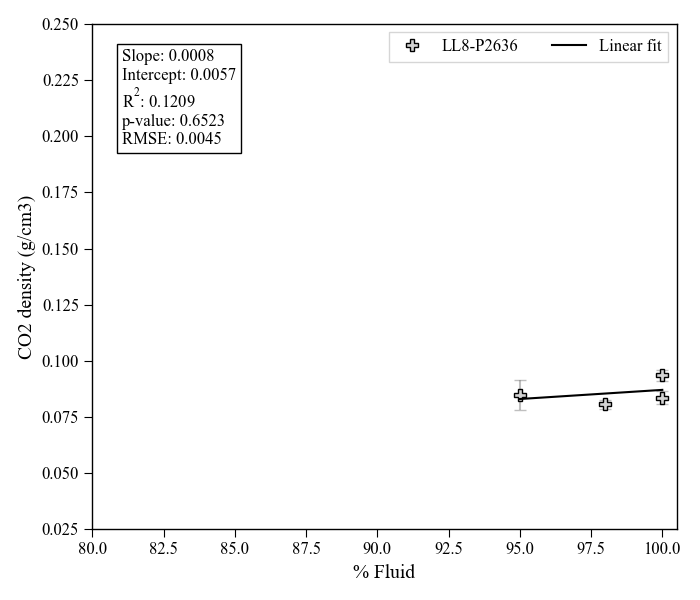 0.250
0.225
0.200
0.175
0.150
0.125
0.100
0.075
0.050
0.025
CO2 density (g/cm3)
Slope: 0.0008
Intercept: 0.0057
R²: 0.1209
p-value: 0.6523
RMSE: 0.0045
LL8-P2636 Linear fit
80.0 82.5 85.0 87.5 90.0 92.5 95.0 97.5 100.0
% Fluid